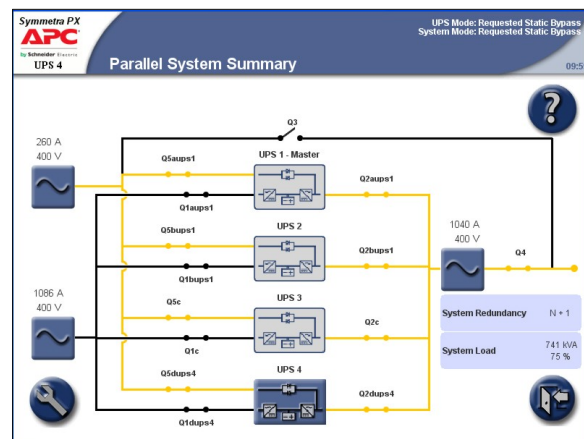 Symmetra PX
APC
by Schneider Electric
UPS 4
Parallel System Summary
UPS Mode: Requested Static Bypass
System Mode: Requested Static Bypass
09:5
Q3
260 A
400 V
Q5aups1
UPS 1 - Master
Q2aups1
Q1aups1
Q5bups1
UPS 2
Q2bups1
Q1bups1
1040 A
400 V
Q4
1086 A
400 V
Q5c
UPS 3
Q2c
Q1c
System Redundancy N + 1
System Load 741 kVA
75 %
Q5dups4
UPS 4
Q2dups4
Q1dups4
?